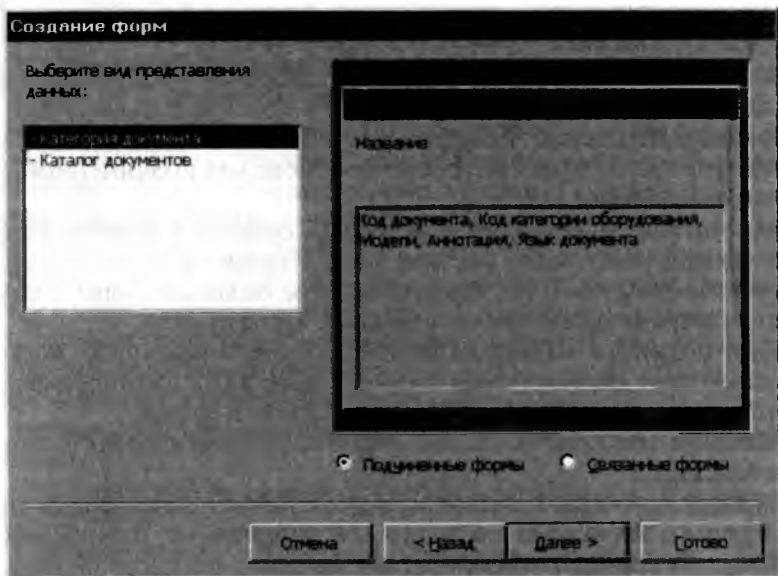 Создание форм
Выберите вид представления
данных:
- Категория документа
- Каталог документов
Название
Код документа, Код категории оборудования,
Модели, Аннотация, Язык документа
Подчиненные формы
Связанные формы
Отмена
< Назад
Далее >
Готово